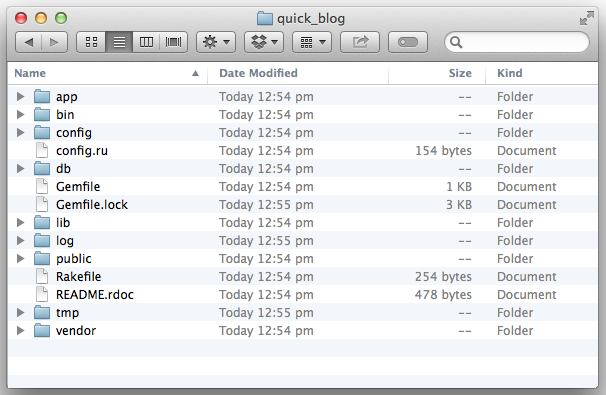 quick_blog
Name Date Modified Size Kind
app Today 12:54 pm -- Folder
bin Today 12:54 pm -- Folder
config Today 12:54 pm -- Folder
config.ru Today 12:54 pm 154 bytes Document
db Today 12:54 pm -- Folder
Gemfile Today 12:54 pm 1 KB Document
Gemfile.lock Today 12:55 pm 3 KB Document
lib Today 12:54 pm -- Folder
log Today 12:55 pm -- Folder
public Today 12:54 pm -- Folder
Rakefile Today 12:54 pm 254 bytes Document
README.rdoc Today 12:54 pm 478 bytes Document
tmp Today 12:55 pm -- Folder
vendor Today 12:54 pm -- Folder